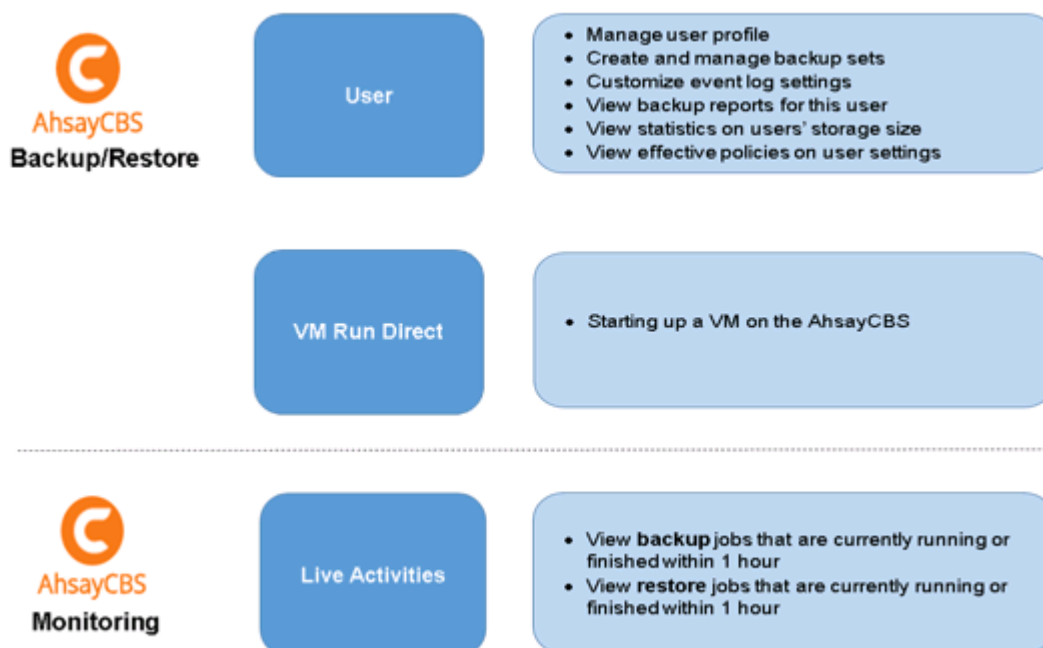 AhsayCBS
Backup/Restore
User
• Manage user profile
• Create and manage backup sets
• Customize event log settings
• View backup reports for this user
• View statistics on users' storage size
• View effective policies on user settings
VM Run Direct
• Starting up a VM on the AhsayCBS
AhsayCBS
Monitoring
Live Activities
• View backup jobs that are currently running or
finished within 1 hour
• View restore jobs that are currently running or
finished within 1 hour